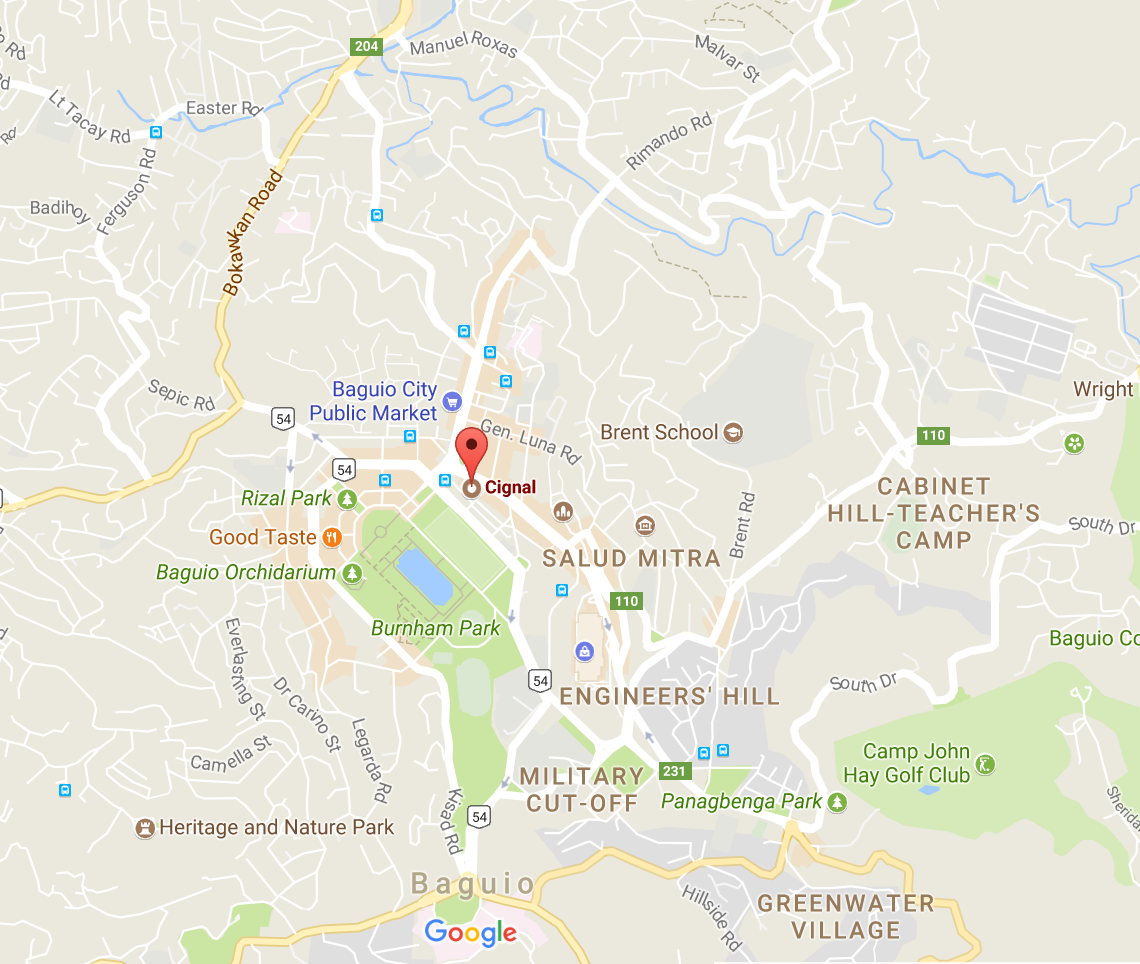 204
Manuel Roxas
Malvar St
Lt Tacay Rd
Easter Rd
Rimando Rd
Ferguson Rd
Badihoy
Bokawkan Road
Wright
Baguio City
Public Market
Sepic Rd
54
Gen. Luna Rd
Brent School
110
54
Rizal Park
Cignal
CABINET
HILL-TEACHER'S
CAMP
South Dr
Good Taste
Brent Rd
SALUD MITRA
Baguio Orchidarium
110
Burnham Park
Baguio Co
Everlasting St
54
South Dr
ENGINEERS' HILL
Dr Carino St
Camella St
Legarda Rd
Camp John
Hay Golf Club
231
MILITARY
CUT-OFF
Panagbenga Park
Kisad Rd
54
Sherida
Heritage and Nature Park
Baguio
Hillside Rd
GREENWATER
VILLAGE
Google